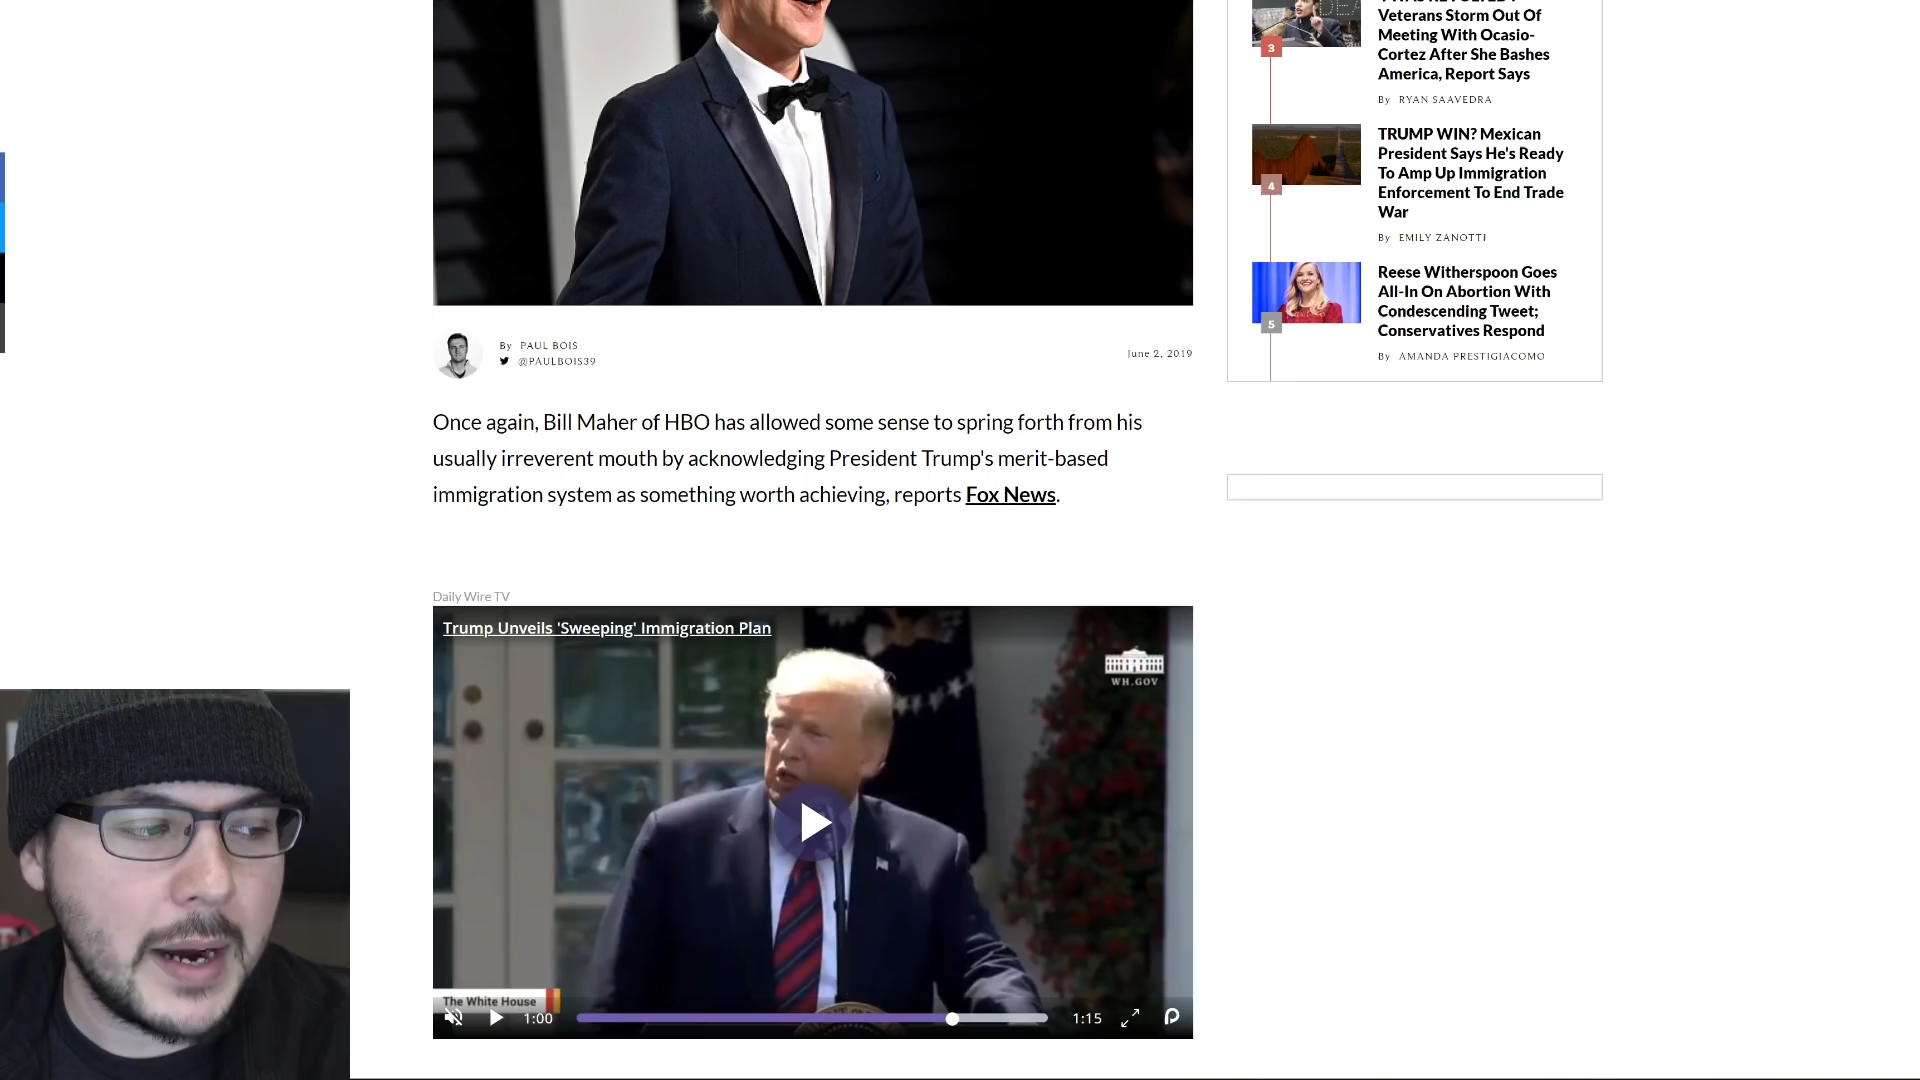 By PAUL BOIS
@PAULBOIS39
June 2, 2019
Once again, Bill Maher of HBO has allowed some sense to spring forth from his
usually irreverent mouth by acknowledging President Trump's merit-based
immigration system as something worth achieving, reports Fox News.
Daily Wire TV
Trump Unveils 'Sweeping' Immigration Plan
WH.GOV
The White House
1:00
1:15
3
Veterans Storm Out Of
Meeting With Ocasio-
Cortez After She Bashes
America, Report Says
By RYAN SAAVEDRA
4
TRUMP WIN? Mexican
President Says He's Ready
To Amp Up Immigration
Enforcement To End Trade
War
By EMILY ZANOTTI
5
Reese Witherspoon Goes
All-In On Abortion With
Condescending Tweet;
Conservatives Respond
By AMANDA PRESTIGIACOMO